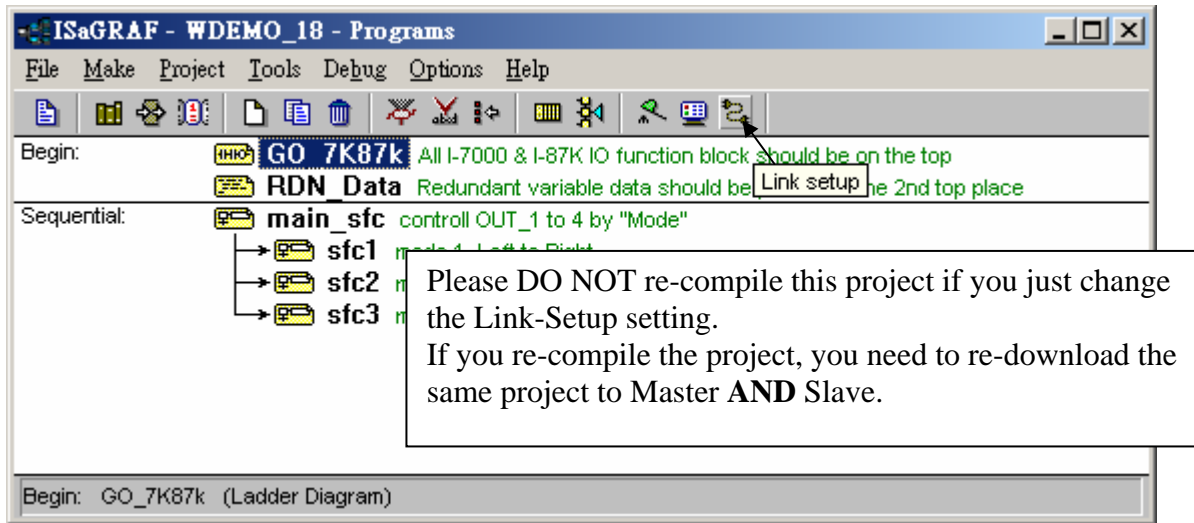 ISaGRAF - WDEMO_18 - Programs
File Make Project Tools Debug Options Help
Begin: GO_7K87k All I-7000 & I-87K IO function block should be on the top
RDN_Data Redundant variable data should be the 2nd top place
Link setup
Sequential: main_sfc controll OUT_1 to 4 by "Mode"
sfc1
sfc2
sfc3
Please DO NOT re-compile this project if you just change
the Link-Setup setting.
If you re-compile the project, you need to re-download the
same project to Master AND Slave.
Begin: GO_7K87k (Ladder Diagram)